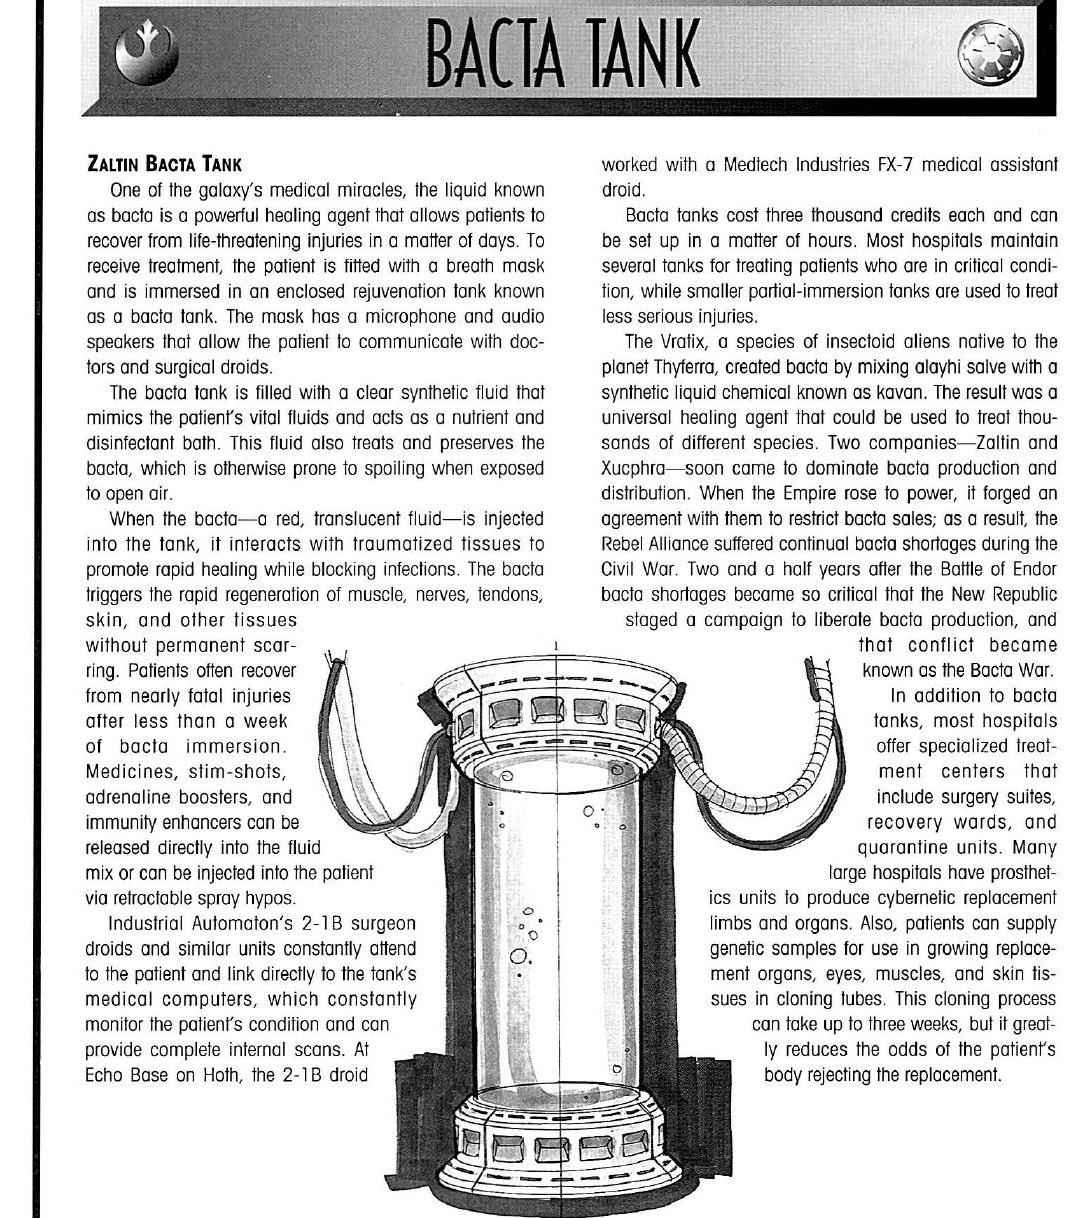 BACTA TANK
ZALTIN BACTA TANK
One of the galaxy's medical miracles, the liquid known
as bacta is a powerful healing agent that allows patients to
recover from life-threatening injuries in a matter of days. To
receive treatment, the patient is fitted with a breath mask
and is immersed in an enclosed rejuvenation tank known
as a bacta tank. The mask has a microphone and audio
speakers that allow the patient to communicate with doc-
tors and surgical droids.
The bacta tank is filled with a clear synthetic fluid that
mimics the patient's vital fluids and acts as a nutrient and
disinfectant bath. This fluid also treats and preserves the
bacta, which is otherwise prone to spoiling when exposed
to open air.
When the bacta—a red, translucent fluid—is injected
into the tank, it interacts with traumatized tissues to
promote rapid healing while blocking infections. The bacta
triggers the rapid regeneration of muscle, nerves, tendons,
skin, and other tissues
without permanent scar-
ring. Patients often recover
from nearly fatal injuries
after less than a week
of bacta immersion.
Medicines, stim-shots,
adrenaline boosters, and
immunity enhancers can be
released directly into the fluid
mix or can be injected into the patient
via retractable spray hypos.
Industrial Automaton's 2-1B surgeon
droids and similar units constantly attend
to the patient and link directly to the tank's
medical computers, which constantly
monitor the patient's condition and can
provide complete internal scans. At
Echo Base on Hoth, the 2-1B droid
worked with a Medtech Industries FX-7 medical assistant
droid.
Bacta tanks cost three thousand credits each and can
be set up in a matter of hours. Most hospitals maintain
several tanks for treating patients who are in critical condi-
tion, while smaller partial-immersion tanks are used to treat
less serious injuries.
The Vratix, a species of insectoid aliens native to the
planet Thyferra, created bacta by mixing alayhi salve with a
synthetic liquid chemical known as kavan. The result was a
universal healing agent that could be used to treat thou-
sands of different species. Two companies—Zaltin and
Xucphra—soon came to dominate bacta production and
distribution. When the Empire rose to power, it forged an
agreement with them to restrict bacta sales; as a result, the
Rebel Alliance suffered continual bacta shortages during the
Civil War. Two and a half years after the Battle of Endor
bacta shortages became so critical that the New Republic
staged a campaign to liberate bacta production, and
that conflict became
known as the Bacta War.
In addition to bacta
tanks, most hospitals
offer specialized treat-
ment centers that
include surgery suites,
recovery wards, and
quarantine units. Many
large hospitals have prosthet-
ics units to produce cybernetic replacement
limbs and organs. Also, patients can supply
genetic samples for use in growing replace-
ment organs, eyes, muscles, and skin tis-
sues in cloning tubes. This cloning process
can take up to three weeks, but it great-
ly reduces the odds of the patient's
body rejecting the replacement.